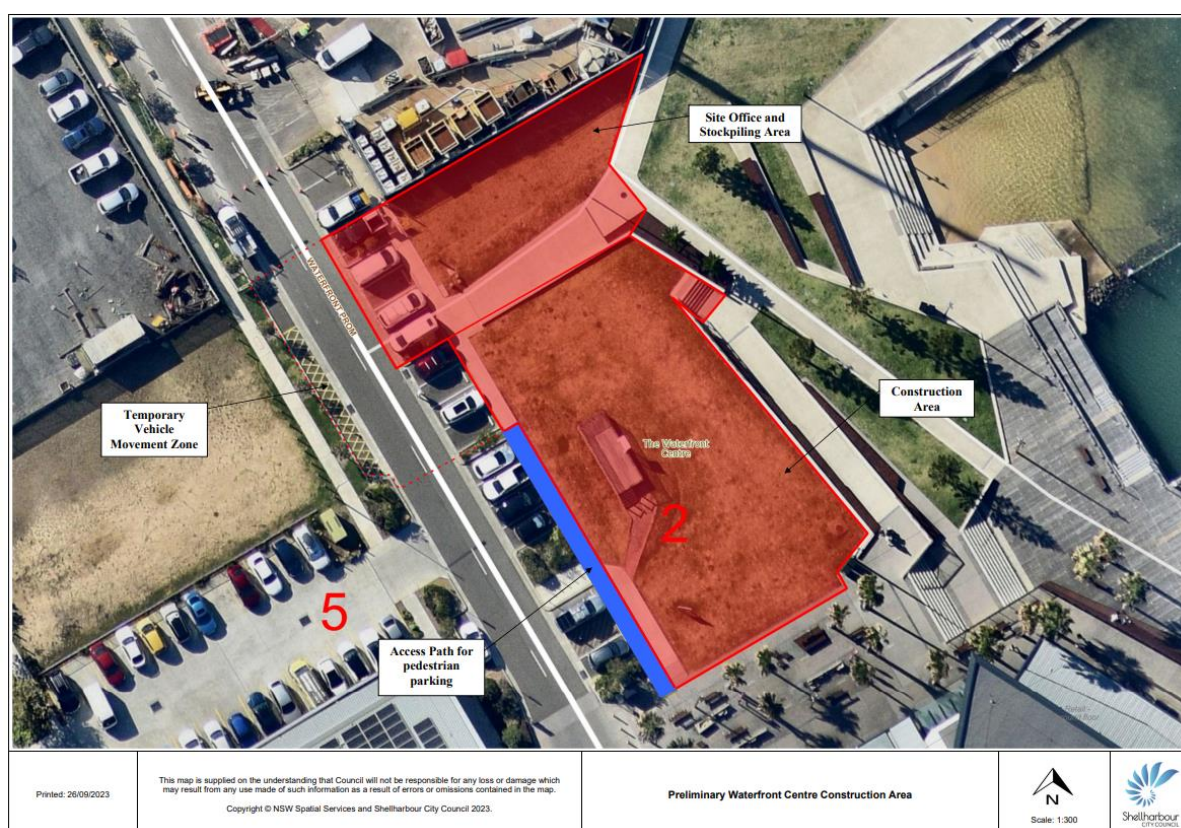 Site Office and
Stockpiling Area
WATERFRONT PROM
Temporary
Vehicle
Movement Zone
Construction
Area
The Waterfront
Centre
2
5
Access Path for
pedestrian
parking
Retail -
floor
Printed: 26/09/2023
This map is supplied on the understanding that Council will not be responsible for any loss or damage which
may result from any use made of such information as a result of errors or omissions contained in the map.
Copyright © NSW Spatial Services and Shellharbour City Council 2023.
Preliminary Waterfront Centre Construction Area
N
Scale: 1:300
Shellharbour
CITY COUNCIL